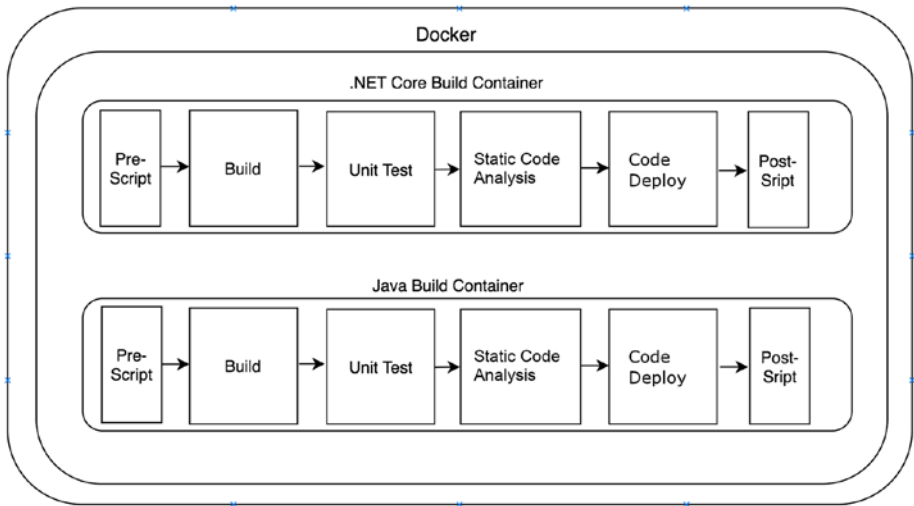 Docker
.NET Core Build Container
Pre-
Script
Build
Unit Test
Static Code
Analysis
Code
Deploy
Post-
Sript
Java Build Container
Pre-
Script
Build
Unit Test
Static Code
Analysis
Code
Deploy
Post-
Sript